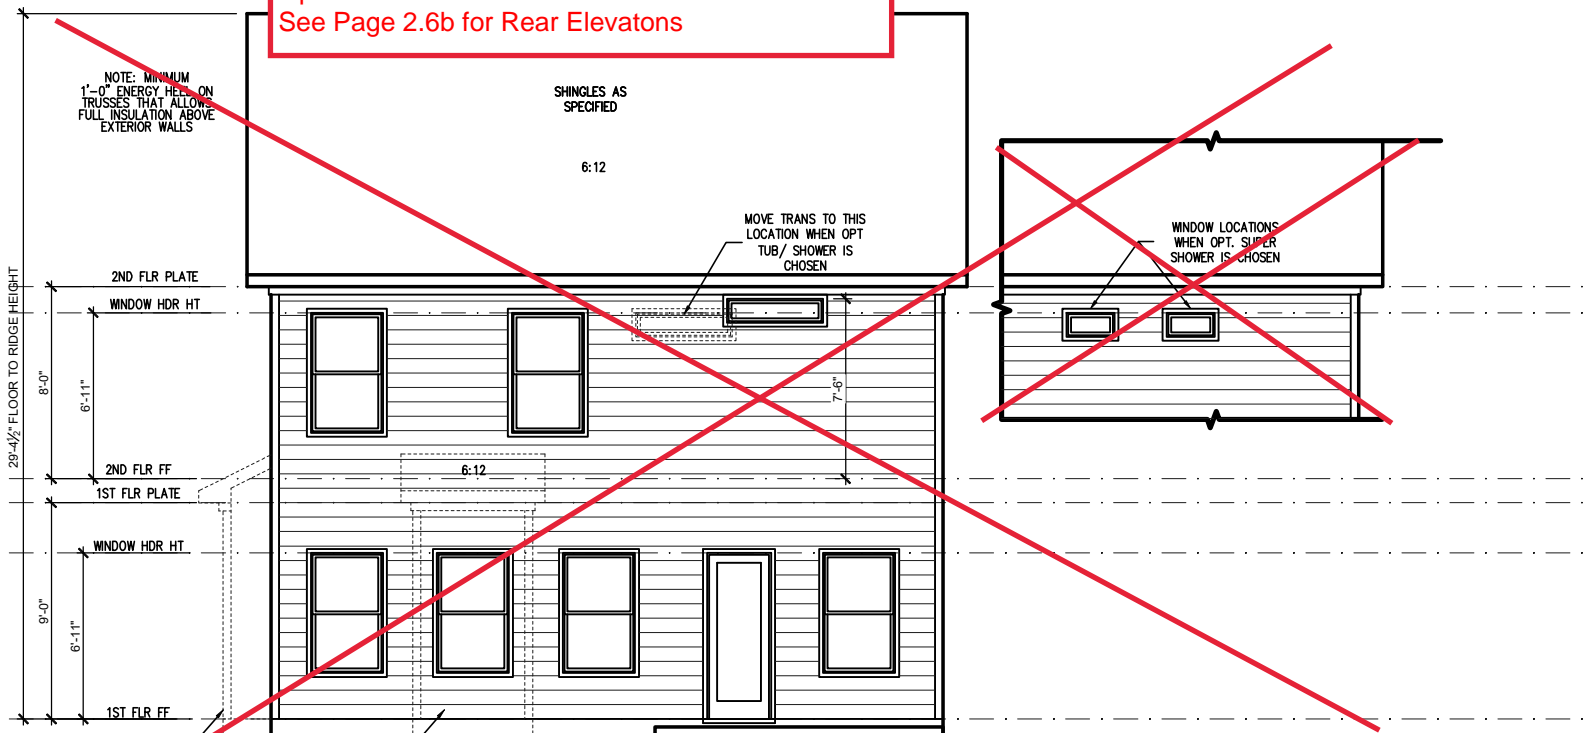 See Page 2.6b for Rear Elevatons
NOTE: MINIMUM
1'-0" ENERGY HEEL ON
TRUSSES THAT ALLOWS
FULL INSULATION ABOVE
EXTERIOR WALLS
SHINGLES AS
SPECIFIED
6:12
MOVE TRANS TO THIS
LOCATION WHEN OPT
TUB/ SHOWER IS
CHOSEN
WINDOW LOCATIONS
WHEN OPT. SUPER
SHOWER IS CHOSEN
2ND FLR PLATE
WINDOW HDR HT
29'-4½" FLOOR TO RIDGE HEIGHT
8'-0"
6'-11"
7'-6"
2ND FLR FF
6:12
1ST FLR PLATE
WINDOW HDR HT
9'-0"
6'-11"
1ST FLR FF